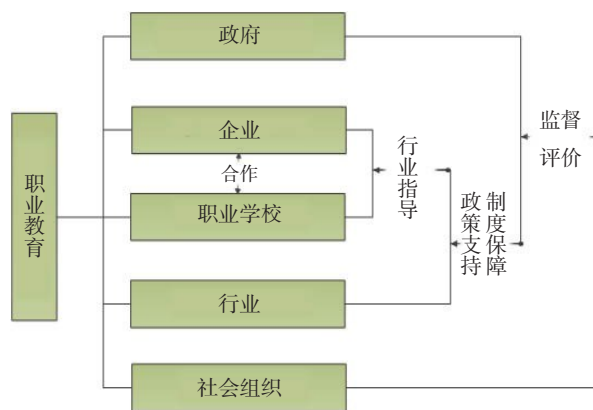 职业教育
政府
企业
合作
职业学校
行业
社会组织
行业指导
政策支持
制度保障
监督
评价